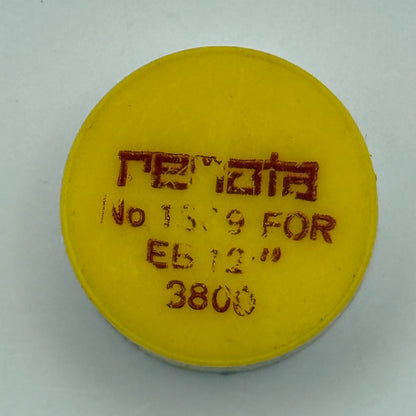 renata
No FOR
EB 12'''
3800